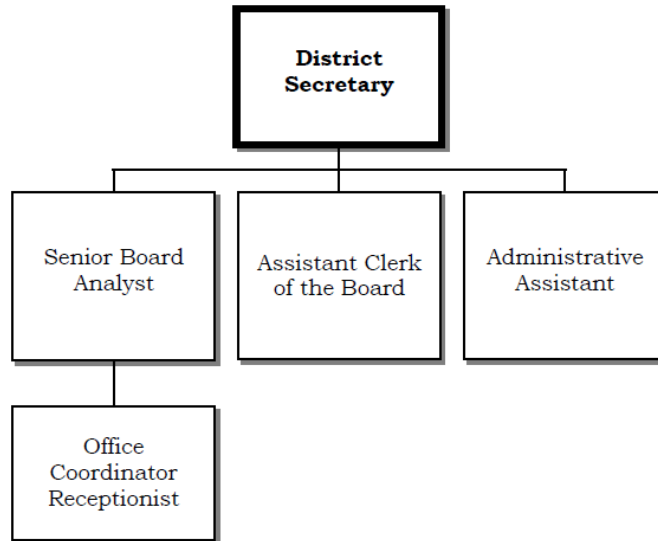 District
Secretary
Senior Board
Analyst
Assistant Clerk
of the Board
Administrative
Assistant
Office
Coordinator
Receptionist